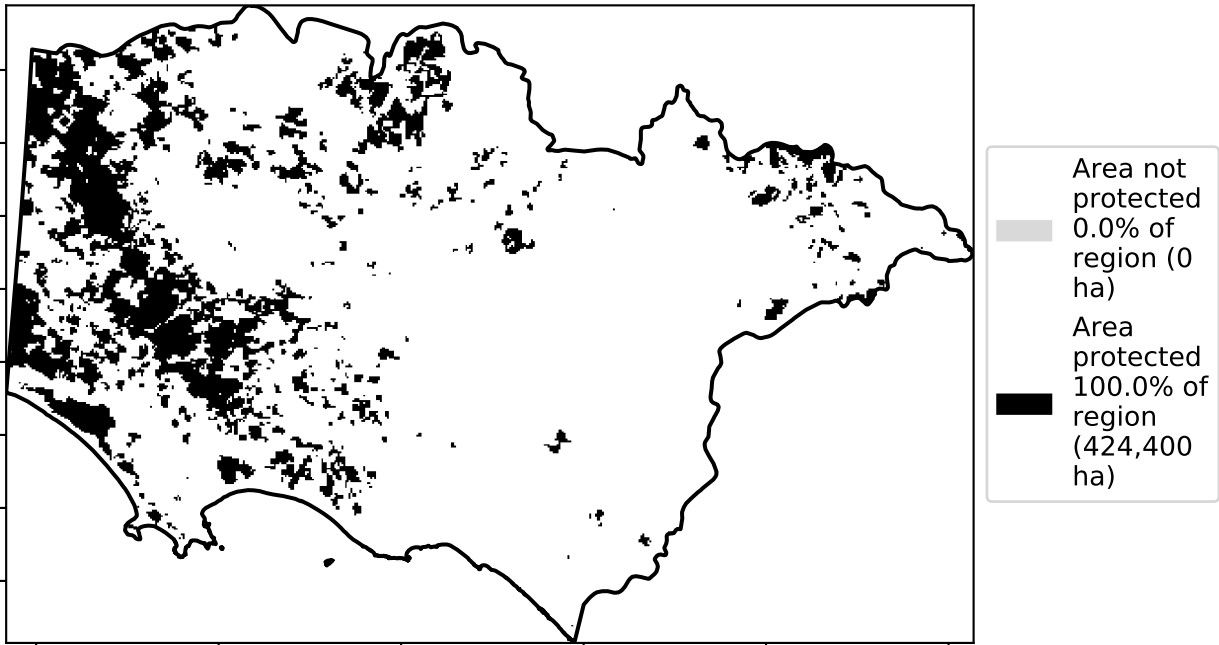 Area not
protected
0.0% of
region (0
ha)
Area
protected
100.0% of
region
(424,400
ha)